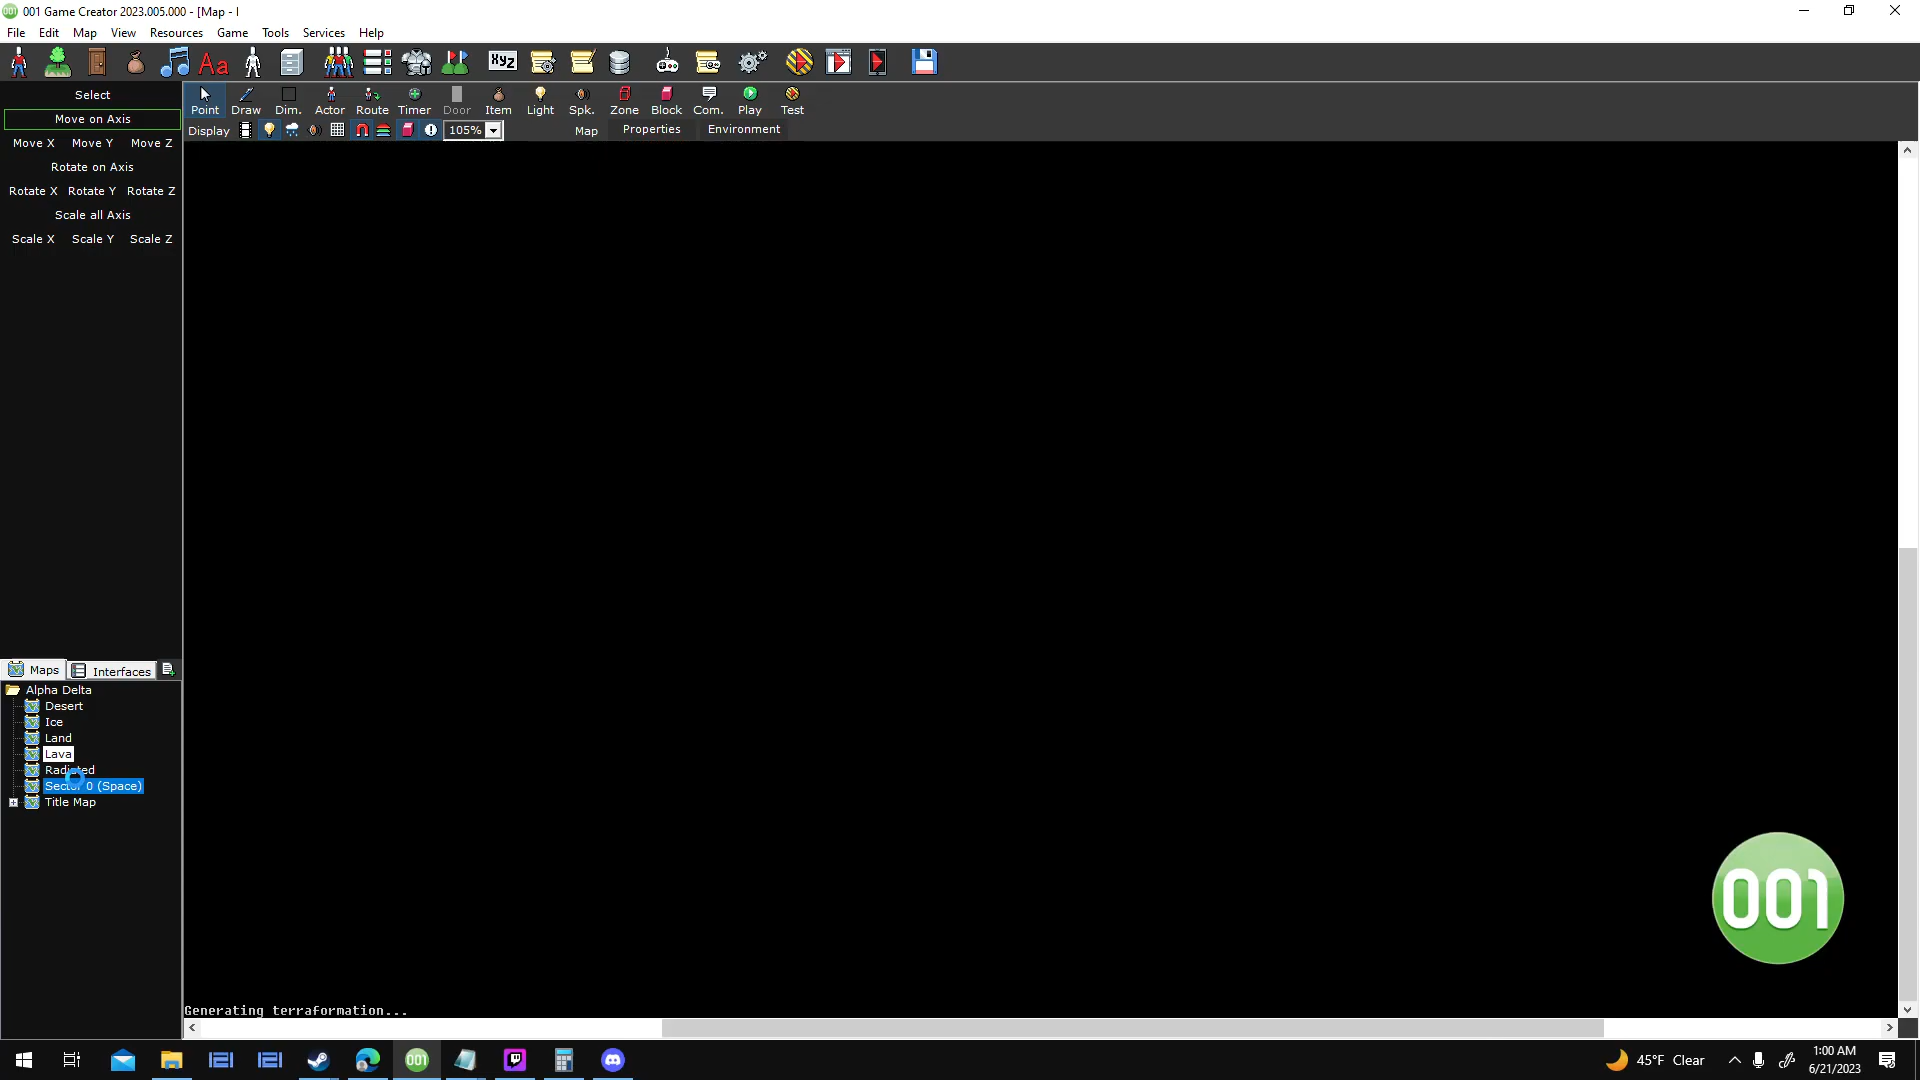 001 Game Creator 2023.005.000 - [Map - l
File Edit Map View Resources Game Tools Services Help
Aa XYZ
Select
Point Draw Dim. Actor Route Timer Door Item Light Spk. Zone Block Com. Play Test
Move on Axis
Display 105% Map Properties Environment
Move X Move Y Move Z
Rotate on Axis
Rotate X Rotate Y Rotate Z
Scale all Axis
Scale X Scale Y Scale Z
Maps Interfaces
Alpha Delta
Desert
Ice
Land
Lava
Radiated
Sector 0 (Space)
Title Map
001
Generating terraformation...
001
45°F Clear
1:00 AM
6/21/2023